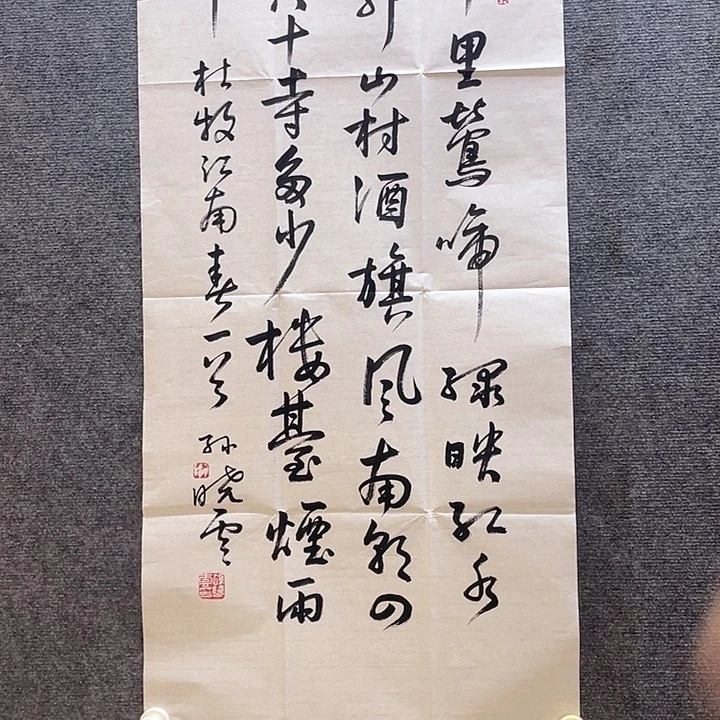 里鶯啼綠映紅水
山村酒旗風南朝四
十寺多少樓臺煙雨
杜牧江南春一首 孫曉雲